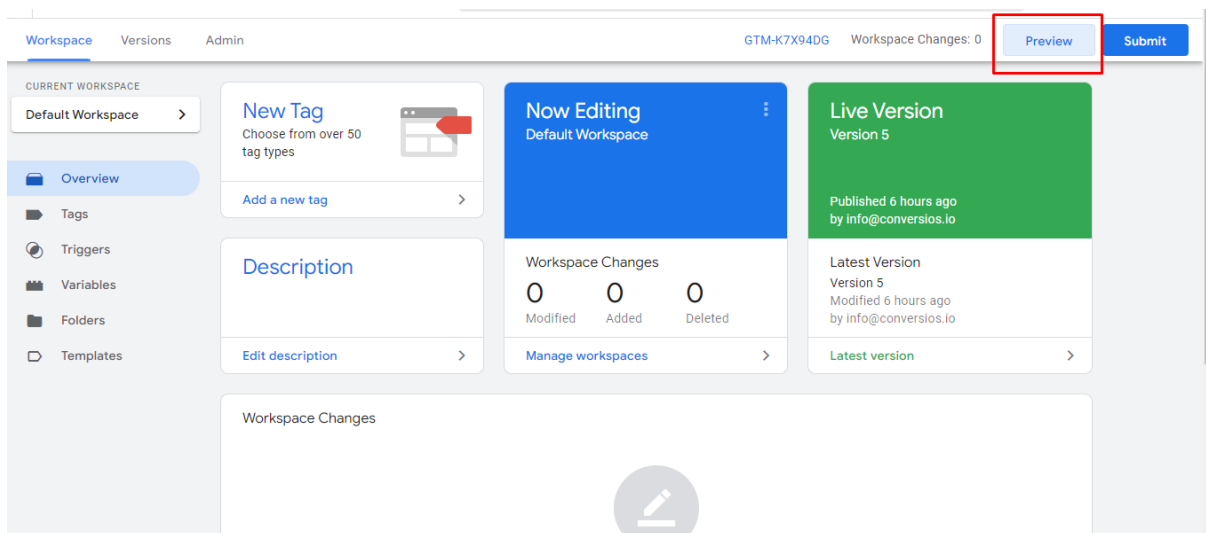 Workspace Versions Admin GTM-K7X94DG Workspace Changes: 0 Preview Submit
CURRENT WORKSPACE
Default Workspace
Overview
Tags
Triggers
Variables
Folders
Templates
New Tag
Choose from over 50
tag types
Add a new tag
Description
Edit description
Now Editing
Default Workspace
Workspace Changes
0 0 0
Modified Added Deleted
Manage workspaces
Live Version
Version 5
Published 6 hours ago
by info@conversios.io
Latest Version
Version 5
Modified 6 hours ago
by info@conversios.io
Latest version
Workspace Changes